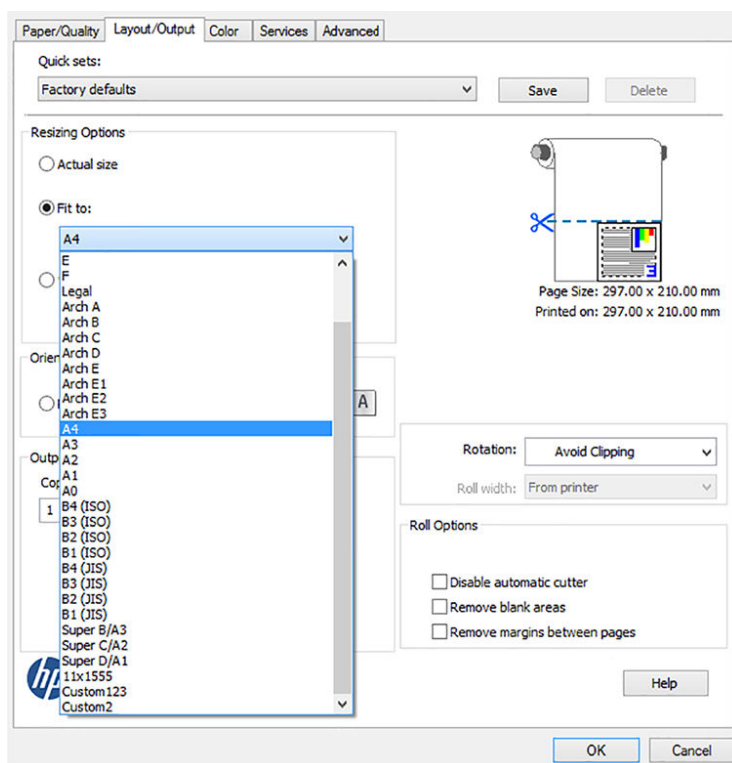 Paper/Quality Layout/Output Color Services Advanced
Quick sets:
Factory defaults
Save
Delete
Resizing Options
Actual size
Fit to:
A4
E
F
Legal
Arch A
Arch B
Arch C
Arch D
Arch E
Arch E1
Arch E2
Arch E3
A4
A3
A2
A1
A0
B4 (ISO)
B3 (ISO)
B2 (ISO)
B1 (ISO)
B4 (JIS)
B3 (JIS)
B2 (JIS)
B1 (JIS)
Super B/A3
Super C/A2
Super D/A1
11x1555
Custom123
Custom2
Orien
A
Outp
Cop
1
hp
E
Page Size: 297.00 x 210.00 mm
Printed on: 297.00 x 210.00 mm
Rotation: Avoid Clipping
Roll width: From printer
Roll Options
Disable automatic cutter
Remove blank areas
Remove margins between pages
Help
OK Cancel